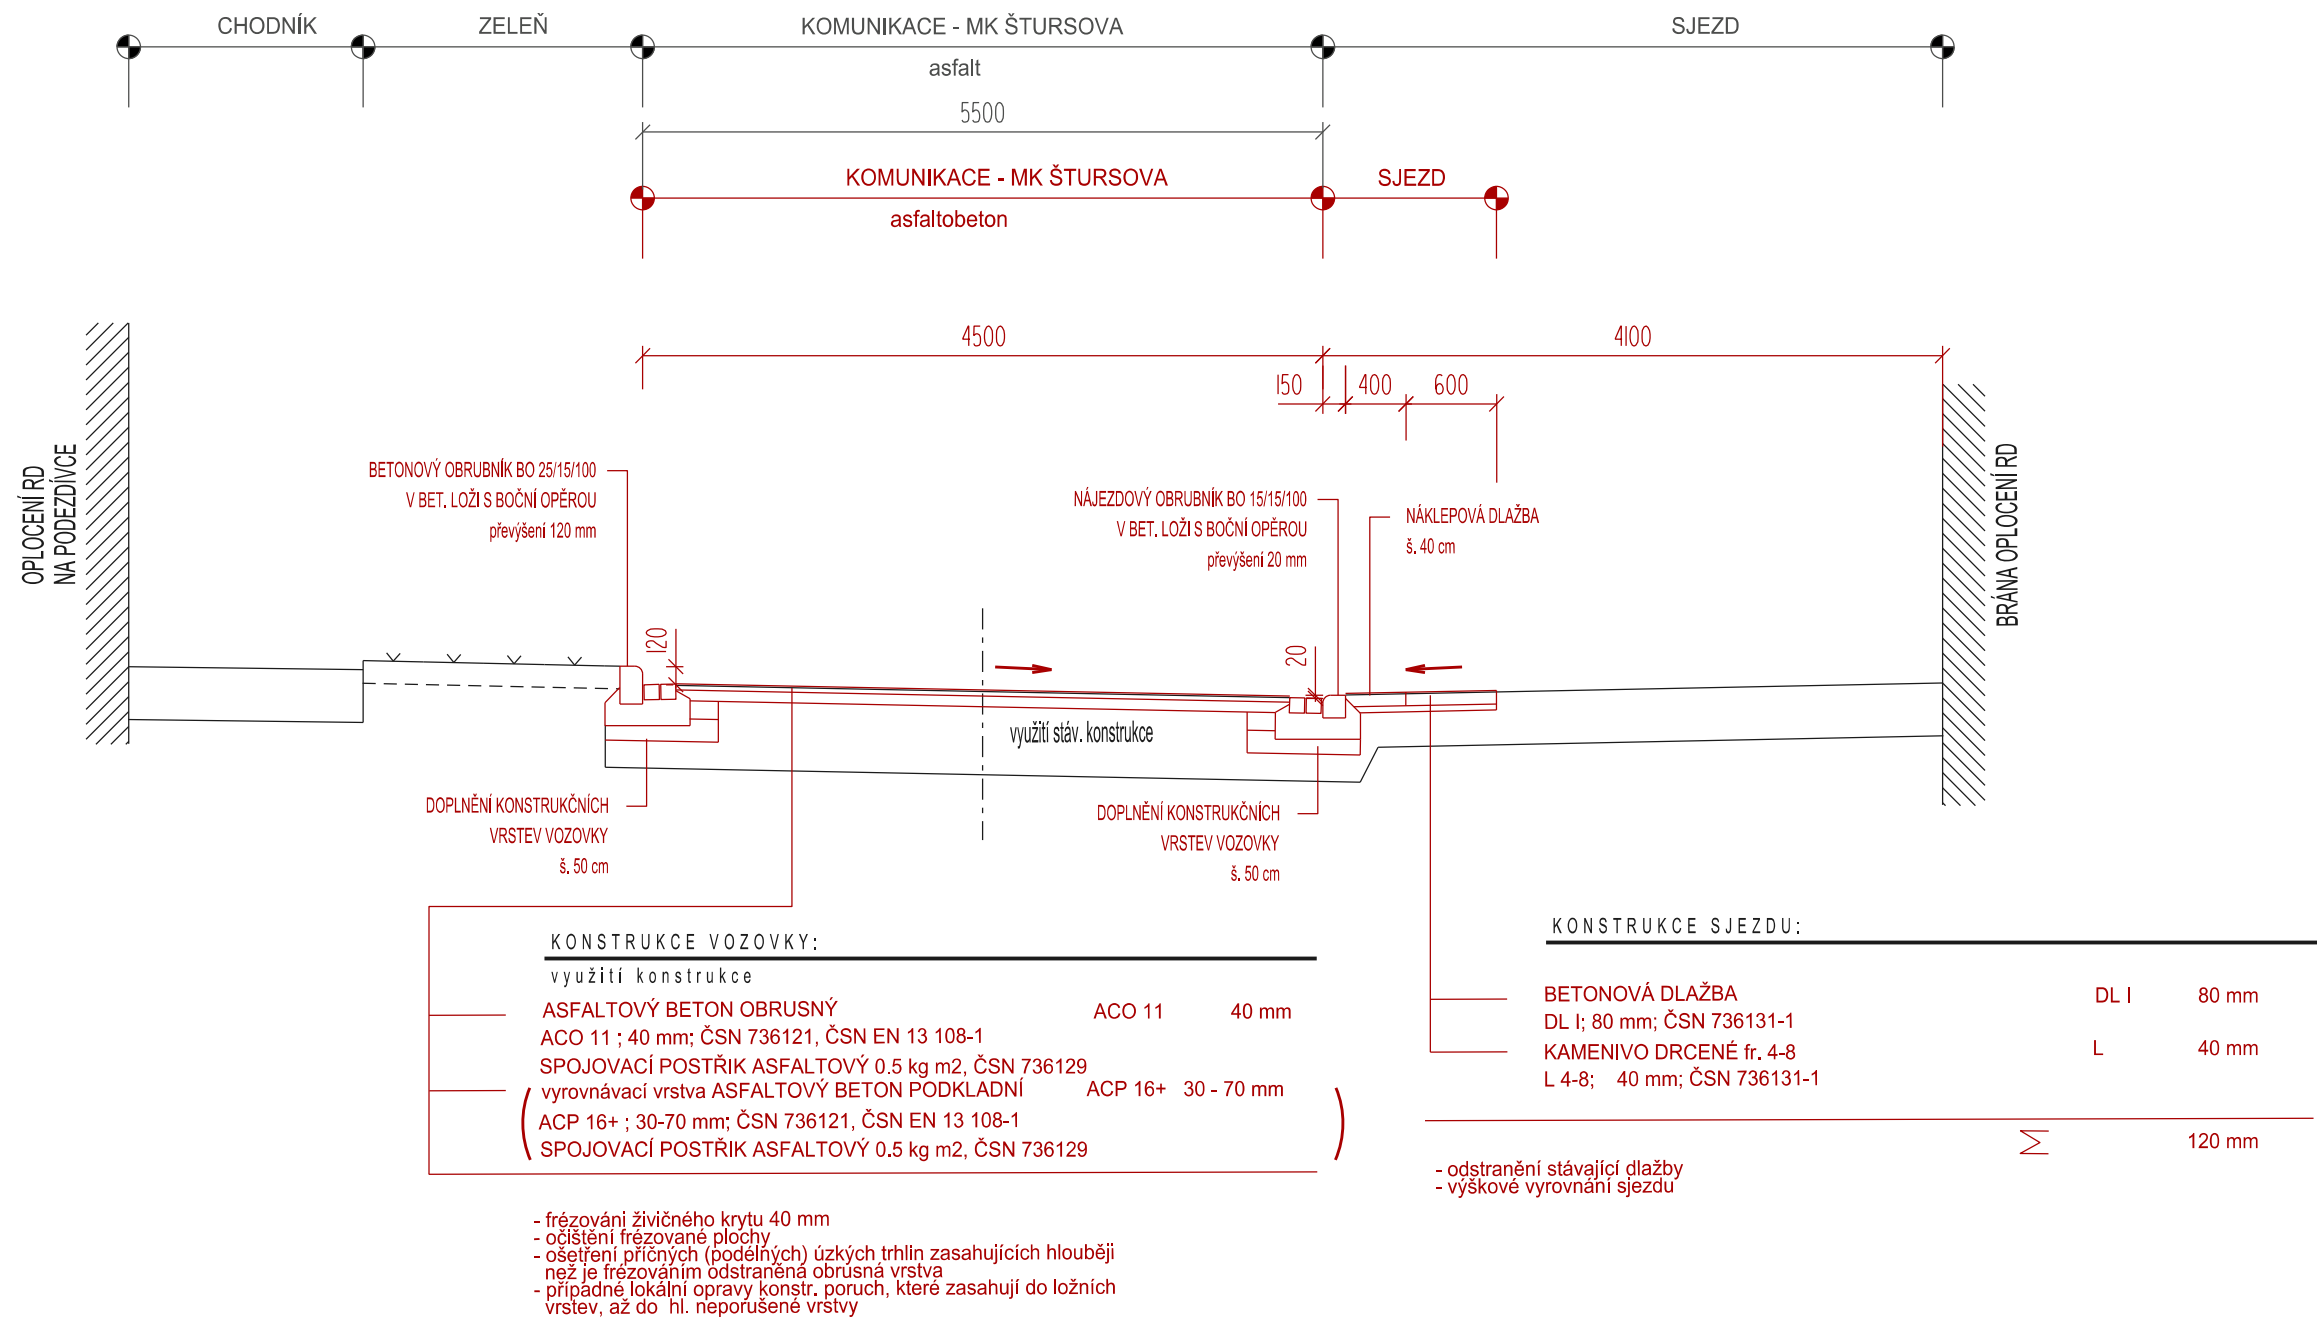 CHODNÍK
ZELEŇ
KOMUNIKACE - MK ŠTURSOVA
SJEZD
asfalt
5500
KOMUNIKACE - MK ŠTURSOVA
SJEZD
asfaltobeton
4500
4100
150
400
600
OPLOCENÍ RD
NA PODEZDÍVCE
BETONOVÝ OBRUBNÍK BO 25/15/100
V BET. LOŽI S BOČNÍ OPĚROU
převýšení 120 mm
NÁJEZDOVÝ OBRUBNÍK BO 15/15/100
V BET. LOŽI S BOČNÍ OPĚROU
převýšení 20 mm
NÁKLEPOVÁ DLAŽBA
š. 40 cm
BRÁNA OPLOCENÍ RD
120
20
využití stáv. konstrukce
DOPLNĚNÍ KONSTRUKČNÍCH
VRSTEV VOZOVKY
š. 50 cm
DOPLNĚNÍ KONSTRUKČNÍCH
VRSTEV VOZOVKY
š. 50 cm
KONSTRUKCE VOZOVKY:
využití konstrukce
ASFALTOVÝ BETON OBRUSNÝ ACO 11 40 mm
ACO 11 ; 40 mm; ČSN 736121, ČSN EN 13 108-1
SPOJOVACÍ POSTŘIK ASFALTOVÝ 0.5 kg m2, ČSN 736129
vyrovnávací vrstva ASFALTOVÝ BETON PODKLADNÍ ACP 16+ 30 - 70 mm
ACP 16+ ; 30-70 mm; ČSN 736121, ČSN EN 13 108-1
SPOJOVACÍ POSTŘIK ASFALTOVÝ 0.5 kg m2, ČSN 736129
- frézováni živičného krytu 40 mm
- očištění frézované plochy
- ošetření příčných (podélných) úzkých trhlin zasahujících hlouběji
než je frézováním odstraněná obrusná vrstva
- případné lokální opravy konstr. poruch, které zasahují do ložních
vrstev, až do hl. neporušené vrstvy
KONSTRUKCE SJEZDU:
BETONOVÁ DLAŽBA DL I 80 mm
DL I; 80 mm; ČSN 736131-1
KAMENIVO DRCENÉ fr. 4-8 L 40 mm
L 4-8; 40 mm; ČSN 736131-1
Σ 120 mm
- odstranění stávající dlažby
- výškové vyrovnání sjezdu